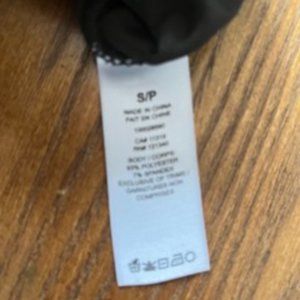 S/P
MADE IN CHINA
FAIT EN CHINE
CA# 11313
RN# 121340
BODY / CORPS
93% POLYESTER
7% SPANDEX
EXCLUSIVE OF TRIMS /
GARNITURES NON
COMPRISES